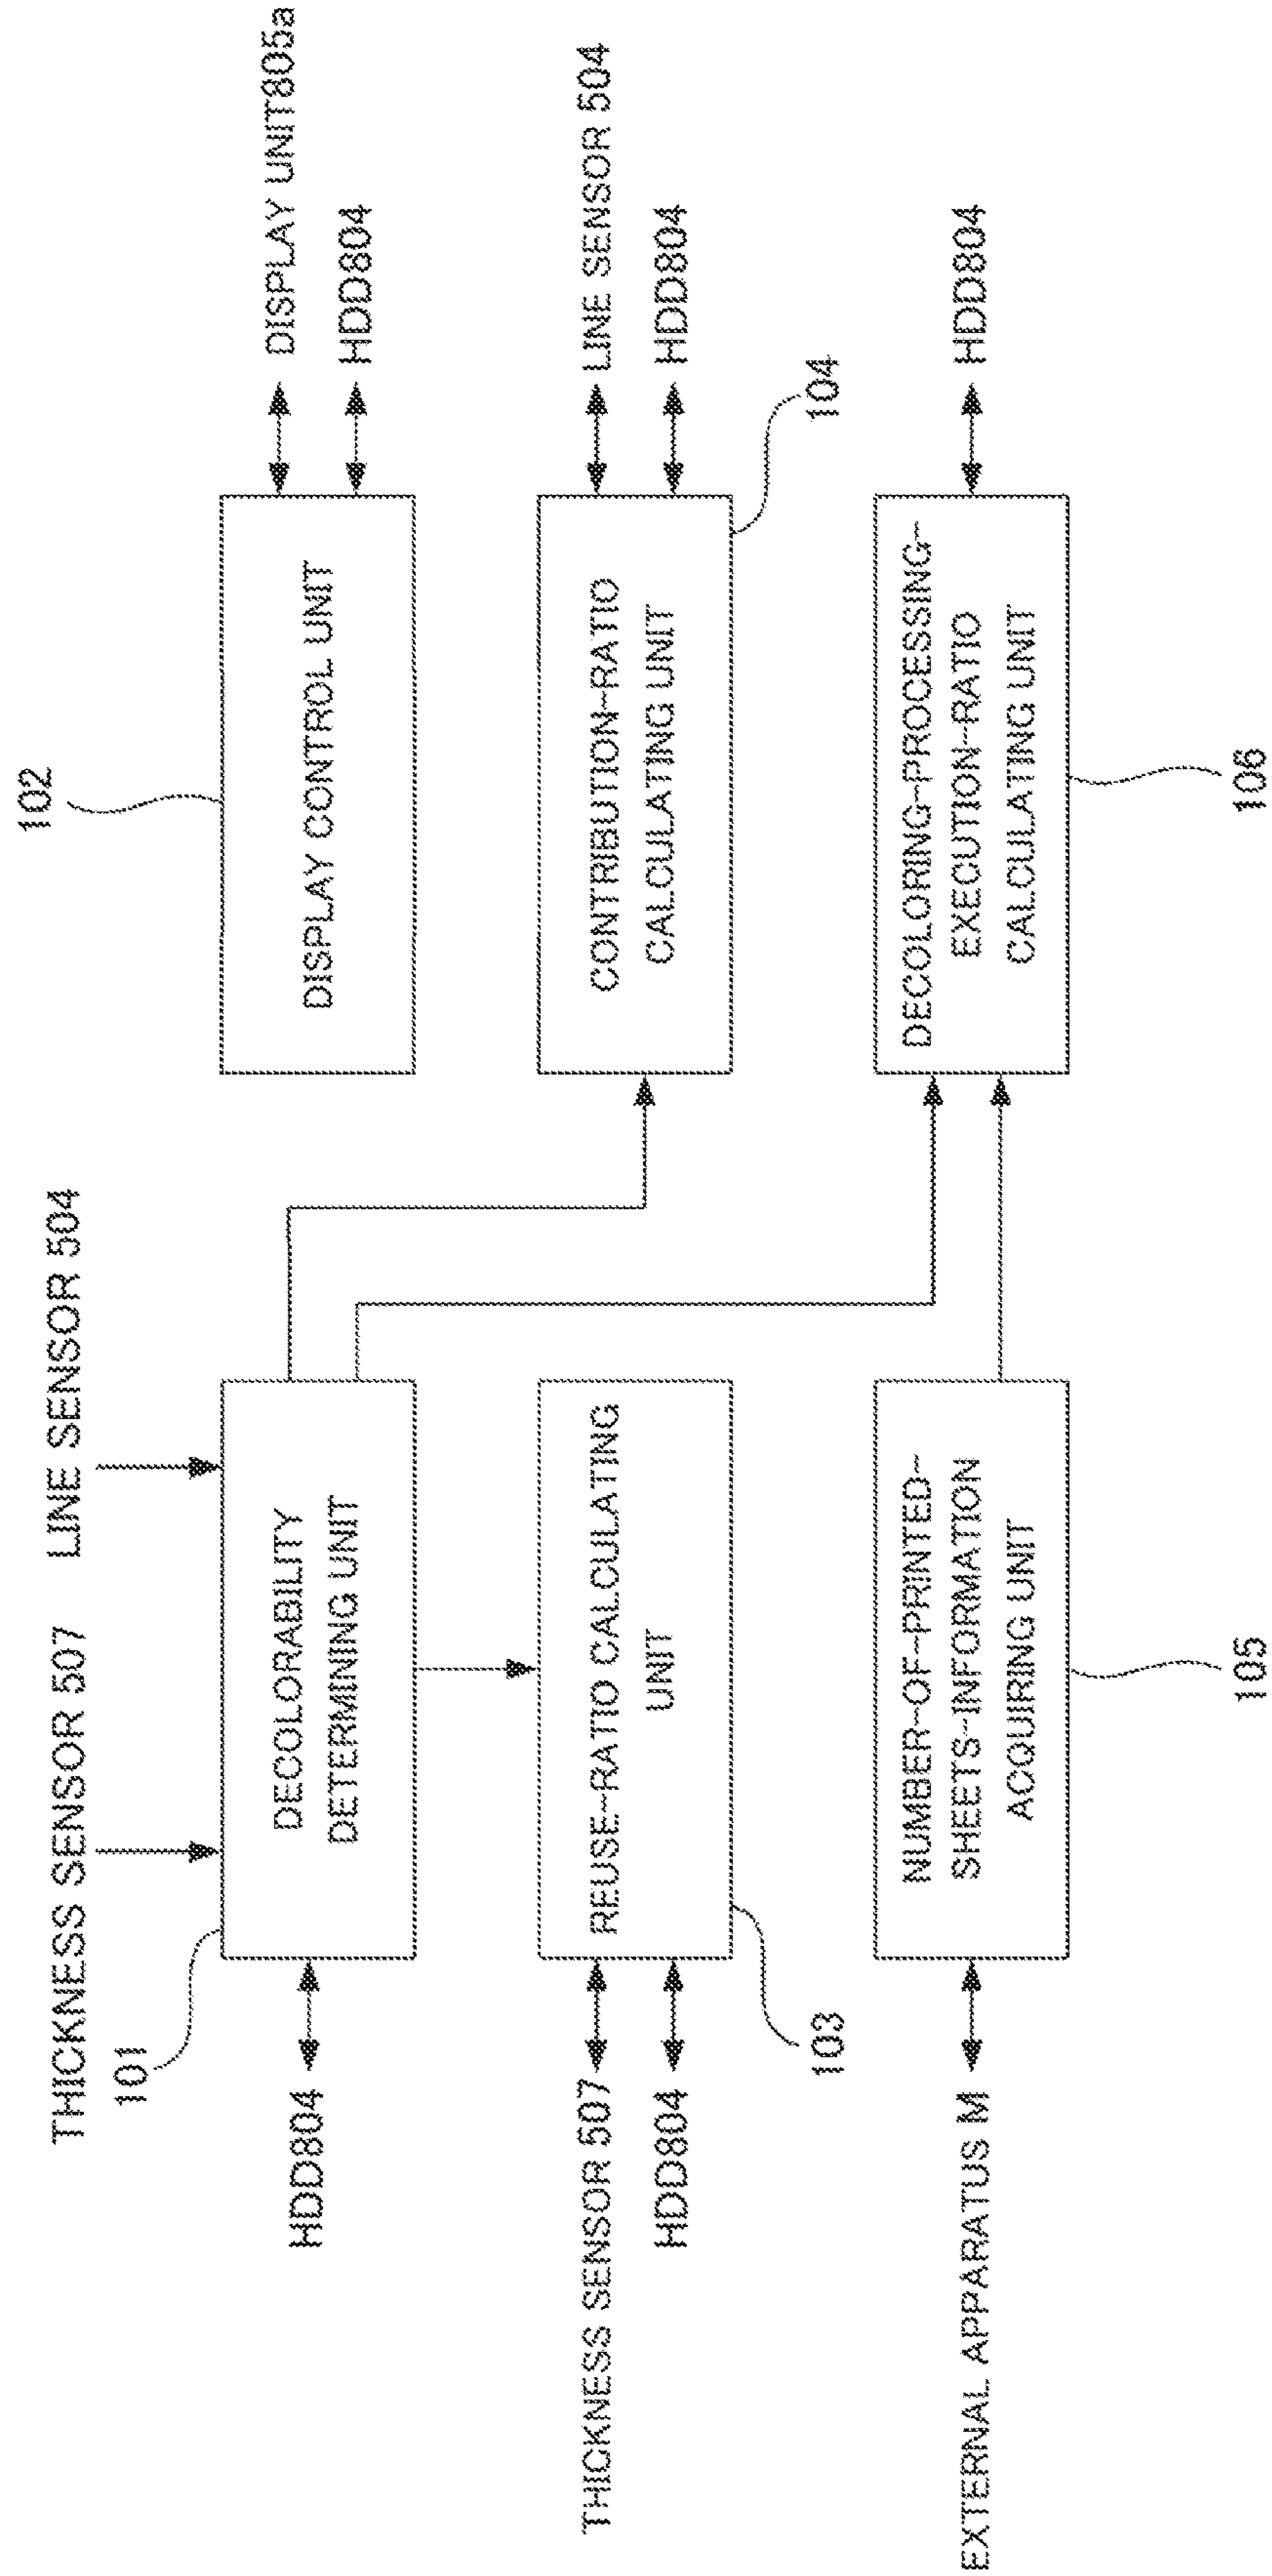 THICKNESS SENSOR 507
LINE SENSOR 504
101
102
HDD804
DECOLORABILITY
DETERMINING UNIT
DISPLAY CONTROL UNIT
DISPLAY UNIT805a
HDD804
THICKNESS SENSOR 507
HDD804
REUSE-RATIO CALCULATING
UNIT
103
CONTRIBUTION-RATIO
CALCULATING UNIT
LINE SENSOR 504
HDD804
104
EXTERNAL APPARATUS M
NUMBER-OF-PRINTED-
SHEETS-INFORMATION
ACQUIRING UNIT
105
DECOLORING-PROCESSING-
EXECUTION-RATIO
CALCULATING UNIT
HDD804
106